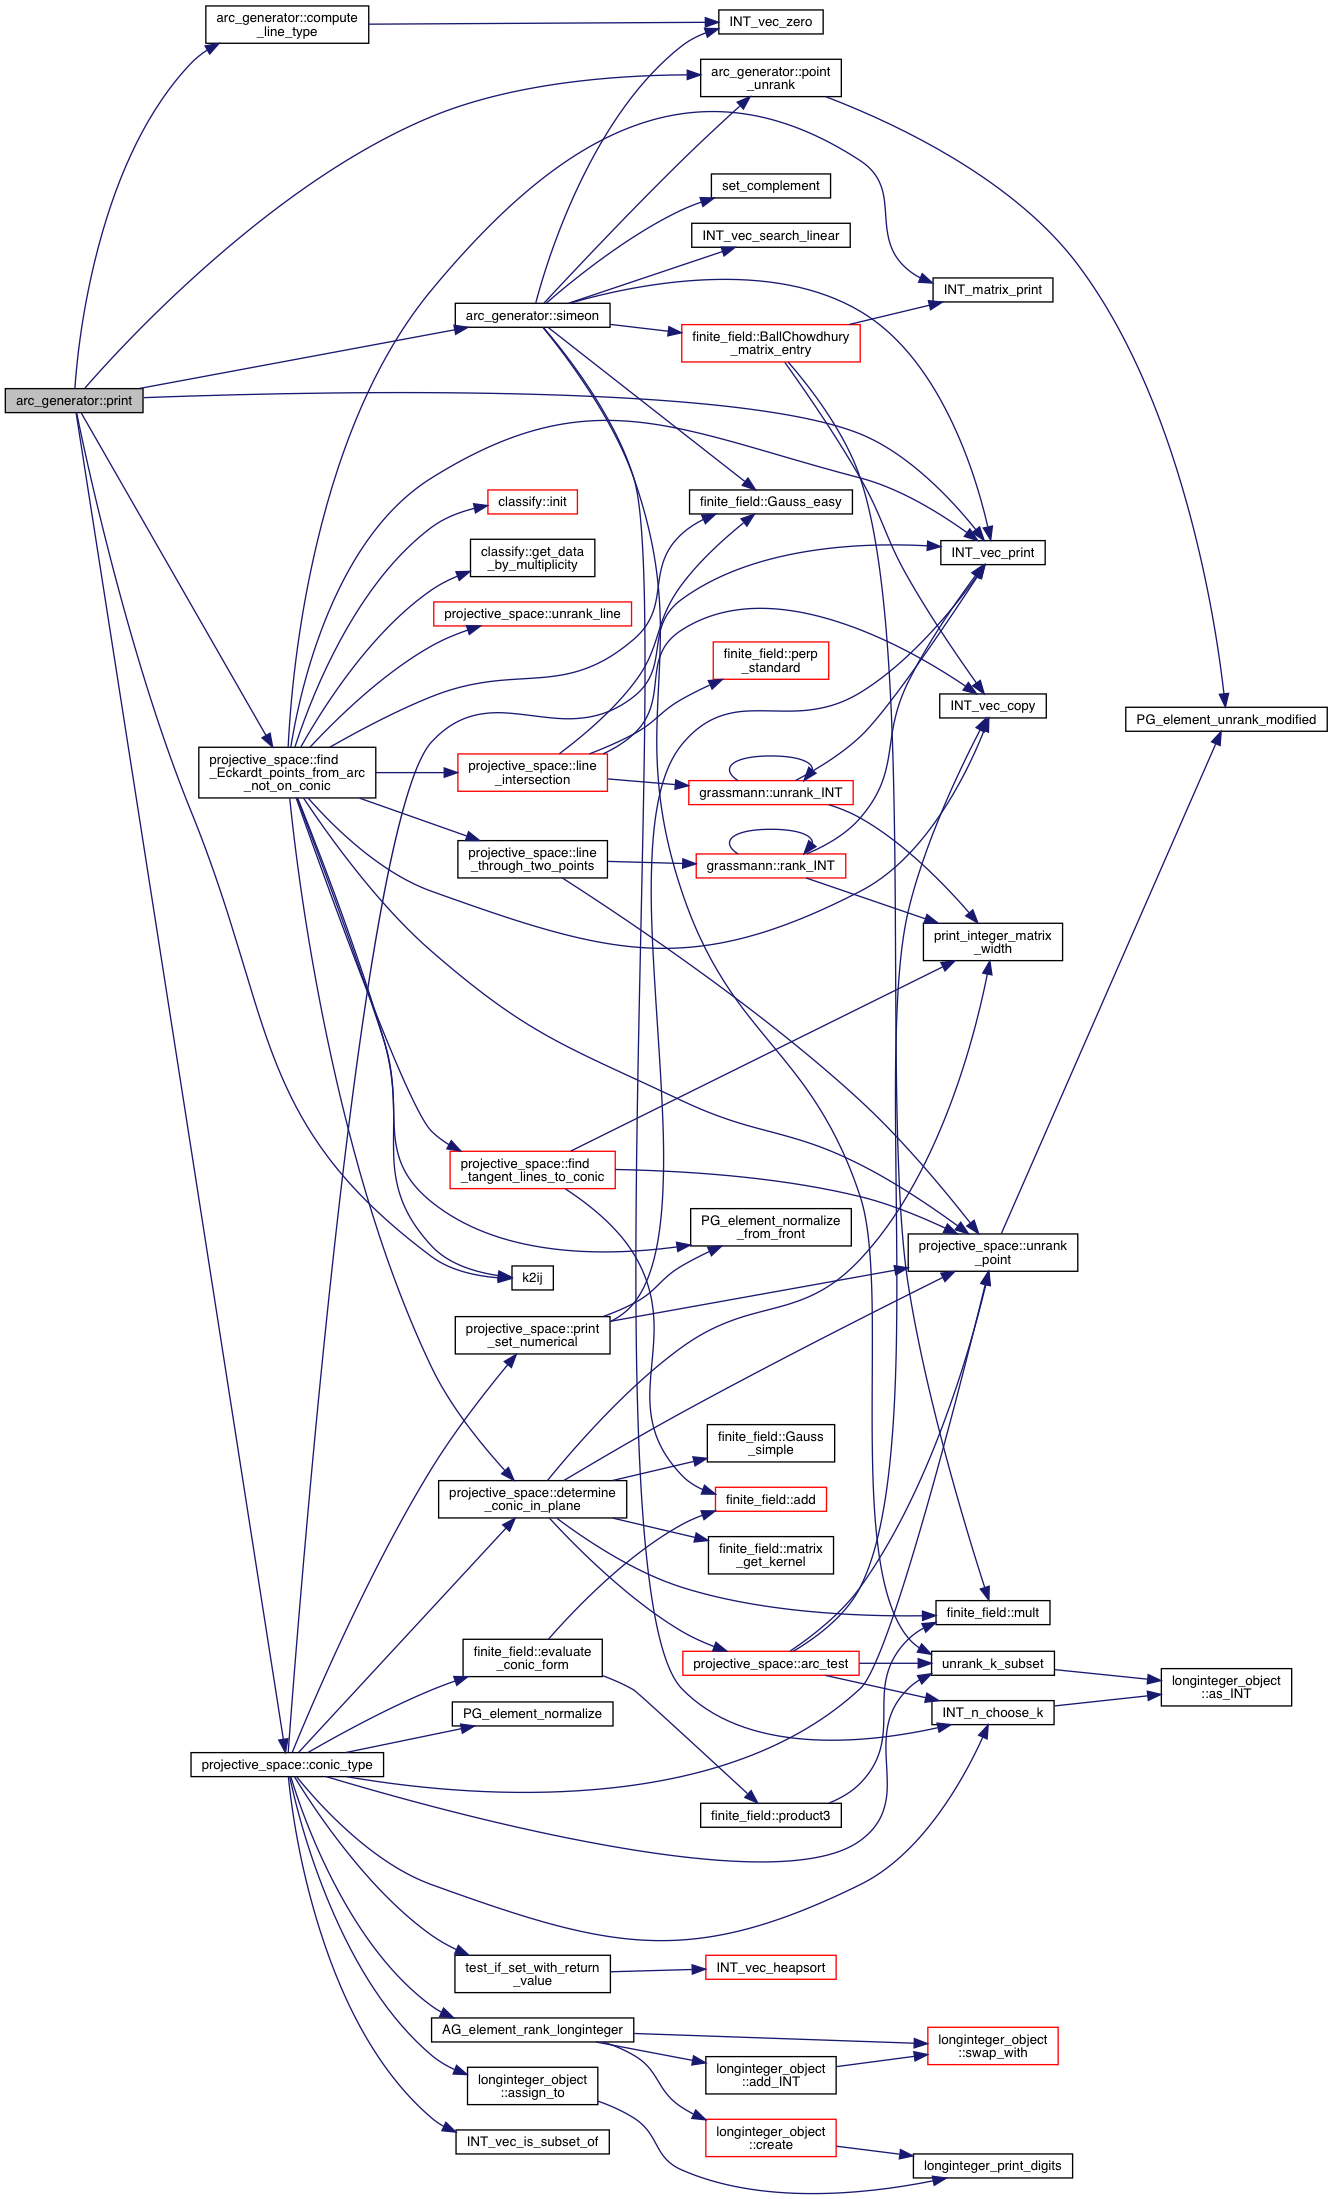 arc_generator::compute
_line_type
INT_vec_zero
arc_generator::point
_unrank
set_complement
INT_vec_search_linear
INT_matrix_print
arc_generator::simeon
finite_field::BallChowdhury
_matrix_entry
arc_generator::print
classify::init
finite_field::Gauss_easy
classify::get_data
_by_multiplicity
INT_vec_print
projective_space::unrank_line
finite_field::perp
_standard
INT_vec_copy
PG_element_unrank_modified
projective_space::find
_Eckardt_points_from_arc
_not_on_conic
projective_space::line
_intersection
grassmann::unrank_INT
projective_space::line
_through_two_points
grassmann::rank_INT
print_integer_matrix
_width
projective_space::find
_tangent_lines_to_conic
PG_element_normalize
_from_front
projective_space::unrank
_point
k2ij
projective_space::print
_set_numerical
finite_field::Gauss
_simple
projective_space::determine
_conic_in_plane
finite_field::add
finite_field::matrix
_get_kernel
finite_field::mult
finite_field::evaluate
_conic_form
projective_space::arc_test
unrank_k_subset
longinteger_object
::as_INT
PG_element_normalize
INT_n_choose_k
projective_space::conic_type
finite_field::product3
test_if_set_with_return
_value
INT_vec_heapsort
AG_element_rank_longinteger
longinteger_object
::swap_with
longinteger_object
::add_INT
longinteger_object
::assign_to
longinteger_object
::create
INT_vec_is_subset_of
longinteger_print_digits